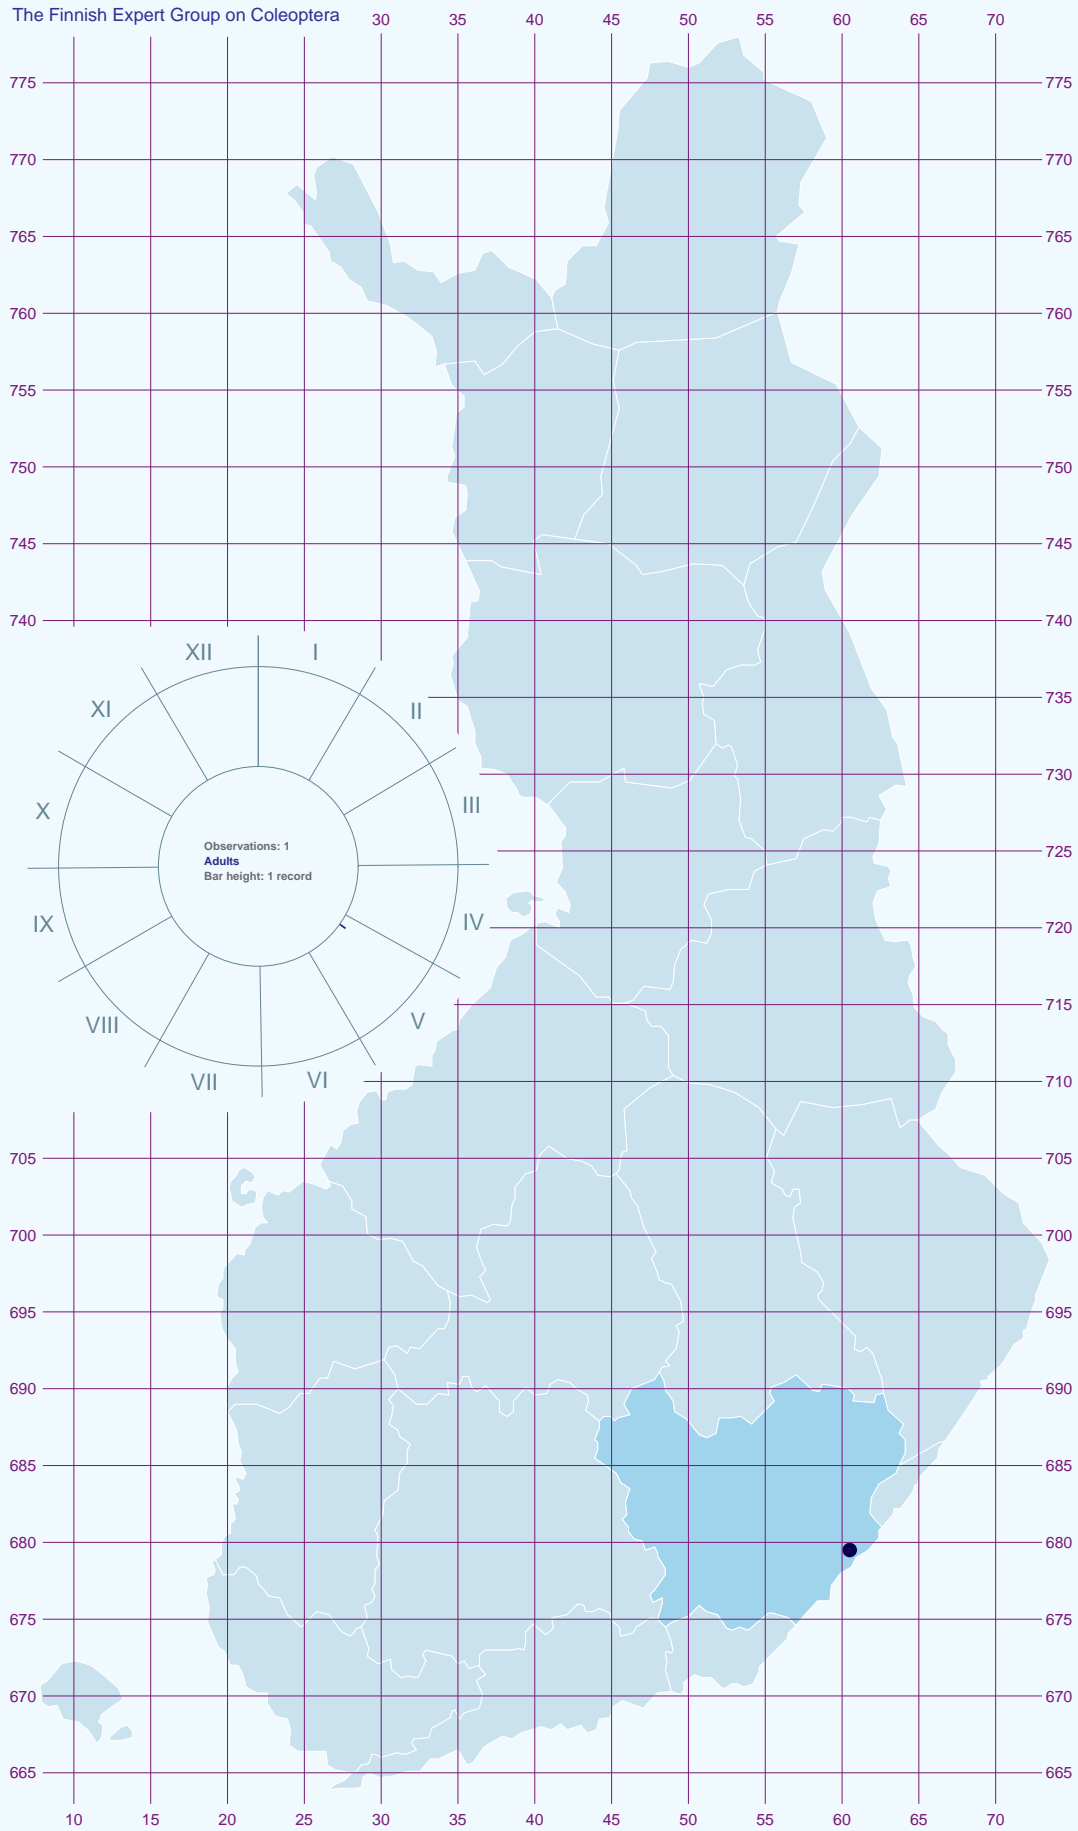 The Finnish Expert Group on Coleoptera
30 35 40 45 50 55 60 65 70
775 775
770 770
765 765
760 760
755 755
750 750
745 745
740 740
XII I
XI II
735
730
X III
725
Observations: 1
Adults
Bar height: 1 record
IX IV
720
715
VIII V
VII VI
710
705 705
700 700
695 695
690 690
685 685
680 680
675 675
670 670
665 665
10 15 20 25 30 35 40 45 50 55 60 65 70